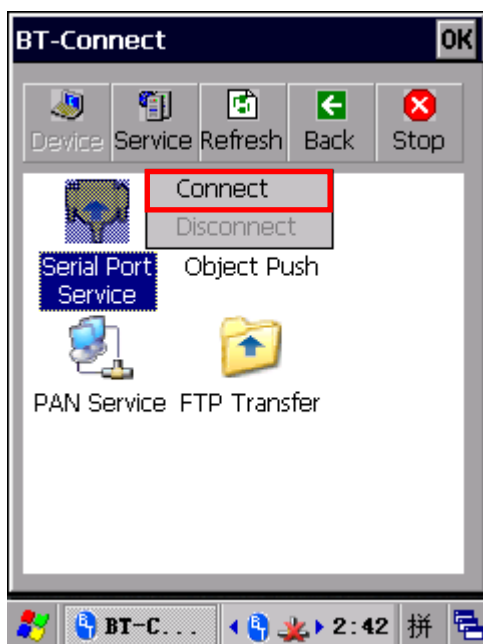 BT-Connect OK
Device Service Refresh Back Stop
Connect
Disconnect
Serial Port Service
Object Push
PAN Service
FTP Transfer
BT-C... 2:42 拼